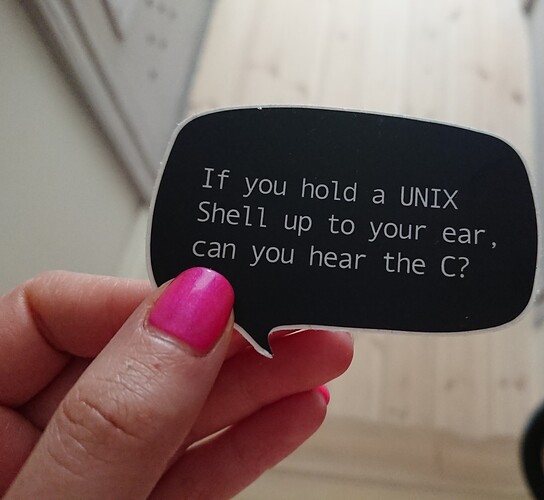 If you hold a UNIX
Shell up to your ear,
can you hear the C?